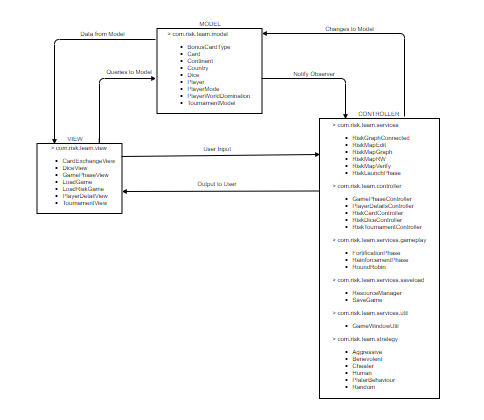 MODEL
> com.risk.team.model
BonusCardType
Card
Continent
Country
Dice
Player
PlayerMode
PlayerWorldDomination
TournamentModel
Data from Model
Changes to Model
Queries to Model
Notify Observer
VIEW
> com.risk.team.view
CardExchangeView
DiceView
GamePhaseView
LoadGame
LoadRiskGame
PlayerDetailView
TournamentView
User Input
Output to User
CONTROLLER
> com.risk.team.services
RiskGraphConnected
RiskMapEdit
RiskMapGraph
RiskMapRW
RiskMapVerify
RiskLaunchPhase
> com.risk.team.controller
GamePhaseController
PlayerDetailsController
RiskCardController
RiskDiceController
RiskTournamentController
> com.risk.team.services.gameplay
FortificationPhase
ReinforcementPhase
RoundRobin
> com.risk.team.services.saveload
ResourceManager
SaveGame
> com.risk.team.services.util
GameWindowUtil
> com.risk.team.strategy
Aggressive
Benevolent
Cheater
Human
PlaterBehaviour
Random